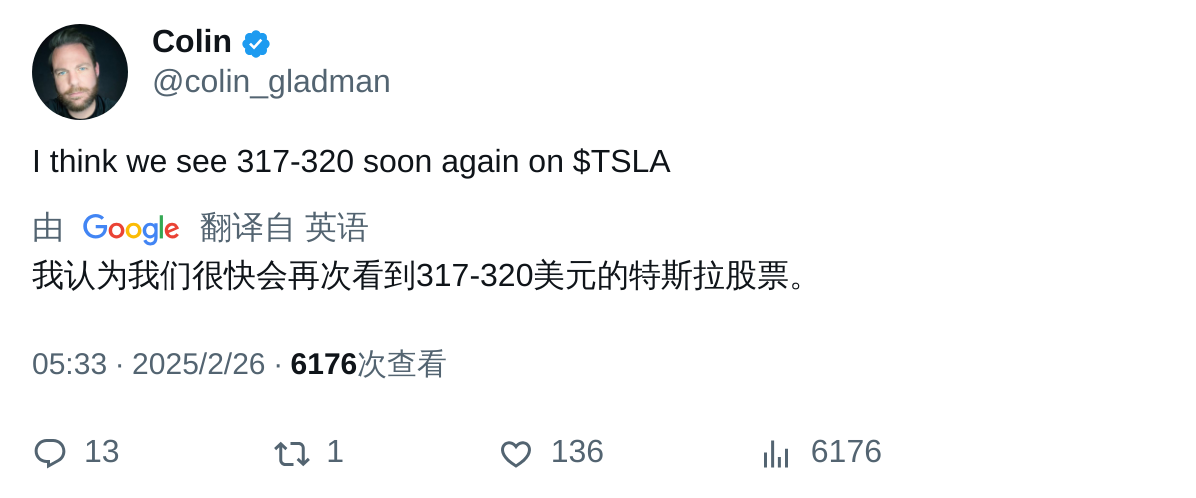 Colin
@colin_gladman
I think we see 317-320 soon again on $TSLA
由 Google 翻译自 英语
我认为我们很快会再次看到317-320美元的特斯拉股票。
05:33 · 2025/2/26 · 6176次查看
13 1 136 6176